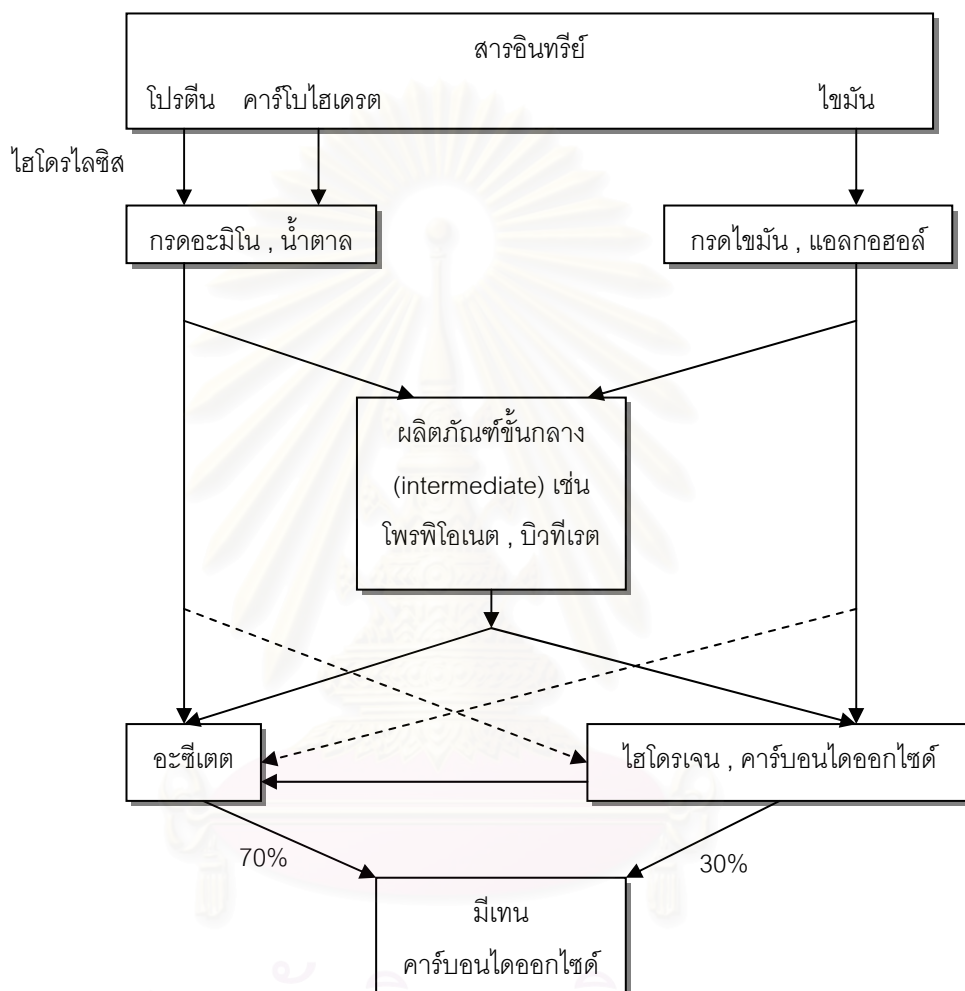 สารอินทรีย์
โปรตีน คาร์โบไฮเดรต ไขมัน
ไฮโดรไลซิส
กรดอะมิโน , น้ำตาล
กรดไขมัน , แอลกอฮอล์
ผลิตภัณฑ์ขั้นกลาง
(intermediate) เช่น
โพรพิโอเนต , บิวทีเรต
อะซีเตต
ไฮโดรเจน , คาร์บอนไดออกไซด์
70%
30%
มีเทน
คาร์บอนไดออกไซด์